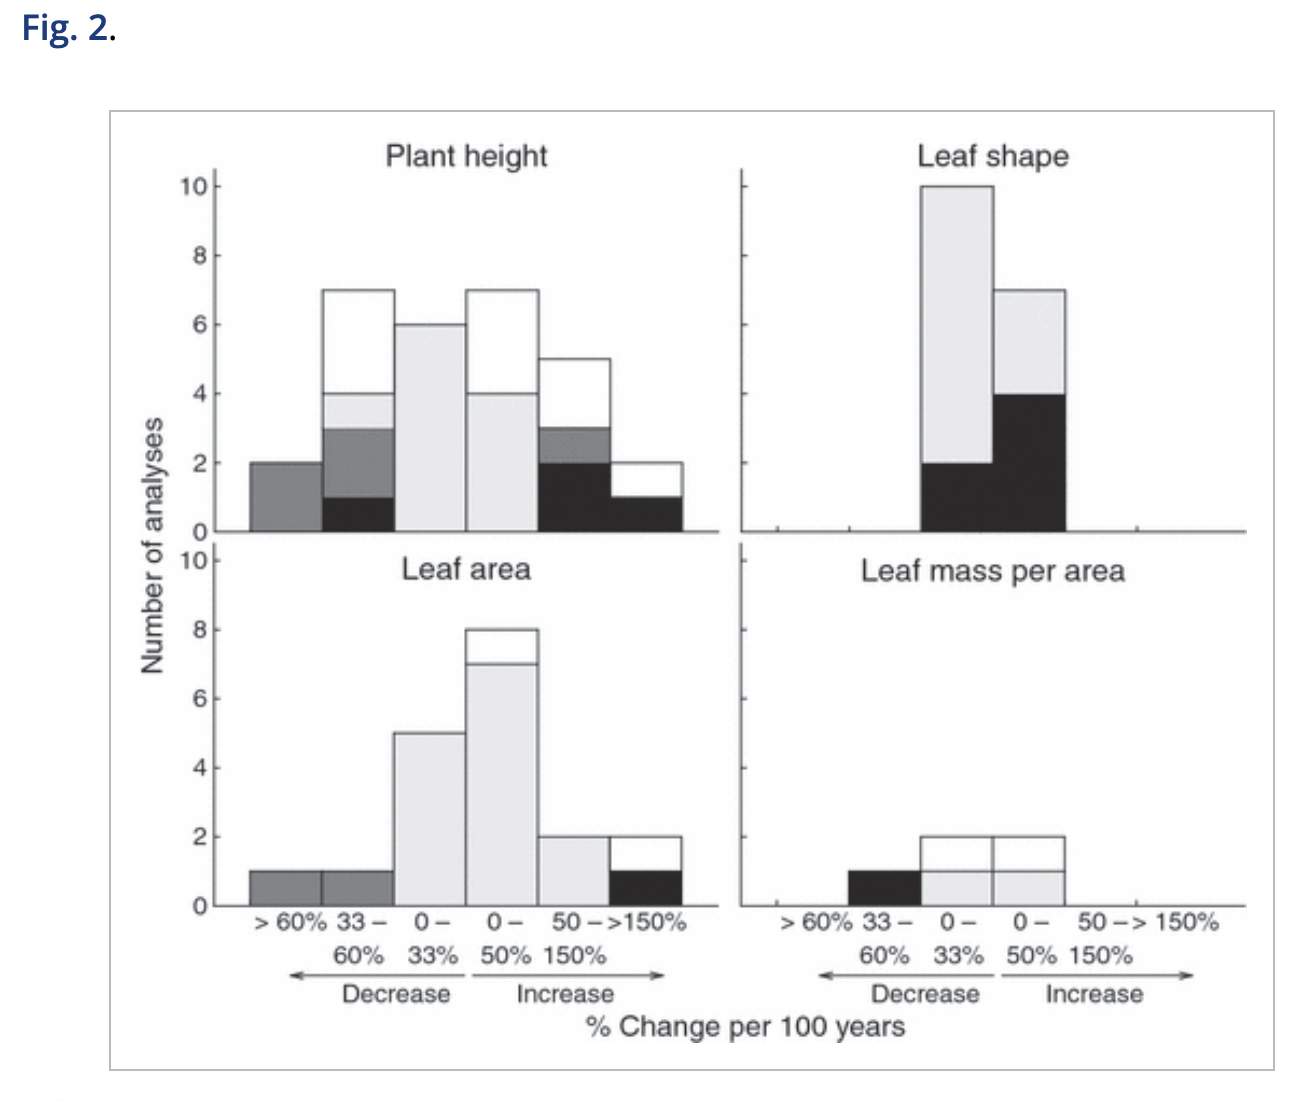 Fig. 2.
Plant height
Leaf shape
10
8
6
4
2
0
Number of analyses
Leaf area
Leaf mass per area
10
8
6
4
2
0
> 60% 33 – 0 – 0 – 50 – >150%
60% 33% 50% 150%
> 60% 33 – 0 – 0 – 50 – > 150%
60% 33% 50% 150%
Decrease Increase
Decrease Increase
% Change per 100 years